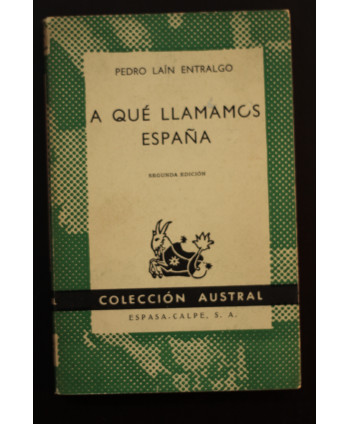 PEDRO LAÍN ENTRALGO
A QUÉ LLAMAMOS
ESPAÑA
SEGUNDA EDICIÓN
COLECCIÓN AUSTRAL
ESPASA-CALPE, S. A.